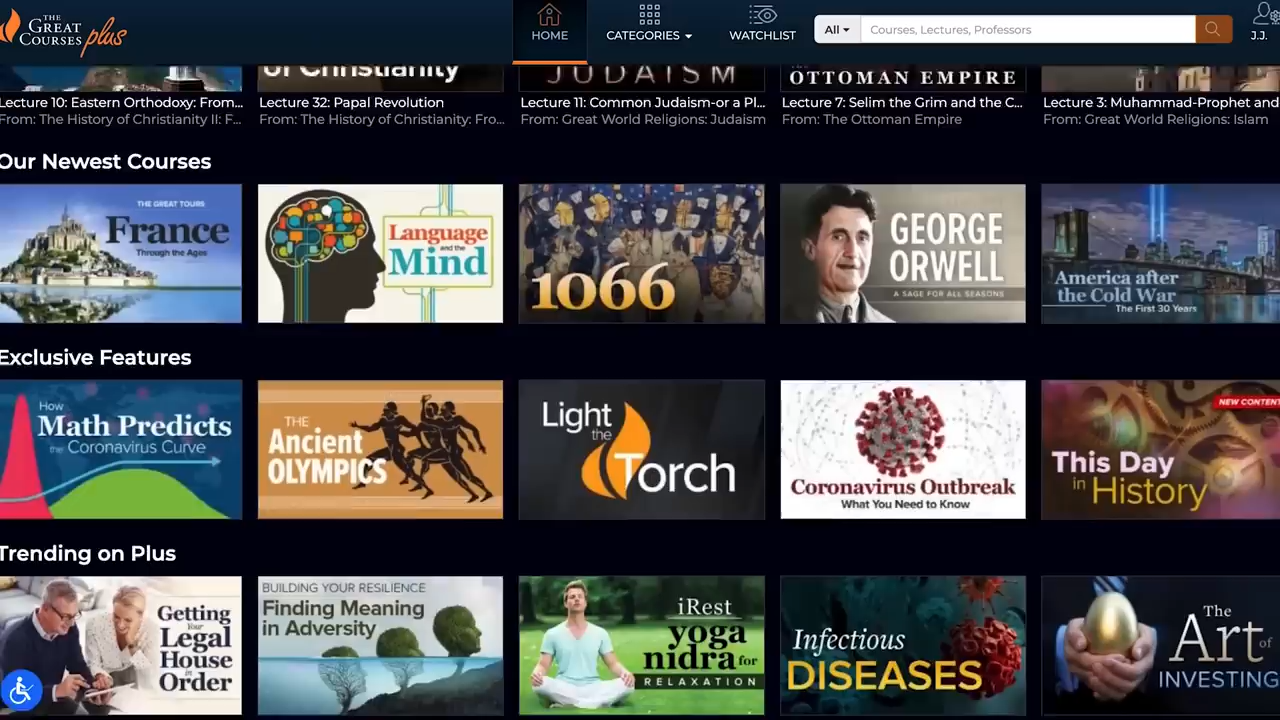 THE
GREAT
COURSES plus
HOME
CATEGORIES
WATCHLIST
All
Courses, Lectures, Professors
J.J.
of Christianity
JUDAISM
THE
OTTOMAN EMPIRE
Lecture 10: Eastern Orthodoxy: From...
Lecture 32: Papal Revolution
Lecture 11: Common Judaism-or a Pl...
Lecture 7: Selim the Grim and the C...
Lecture 3: Muhammad-Prophet and
From: The History of Christianity II: F...
From: The History of Christianity: Fro...
From: Great World Religions: Judaism
From: The Ottoman Empire
From: Great World Religions: Islam
Our Newest Courses
THE GREAT TOURS
France
Through the Ages
Language
and the
Mind
1066
GEORGE
ORWELL
A SAGE FOR ALL SEASONS
America after
the Cold War
The First 30 Years
Exclusive Features
How
Math Predicts
the Coronavirus Curve
THE
Ancient
OLYMPICS
Light
the
Torch
Coronavirus Outbreak
What You Need to Know
NEW CONTENT
This Day
in History
Trending on Plus
Getting
Your
Legal
House
in
Order
BUILDING YOUR RESILIENCE
Finding Meaning
in Adversity
iRest
yoga
nidra for
RELAXATION
Infectious
DISEASES
The
Art of
INVESTING